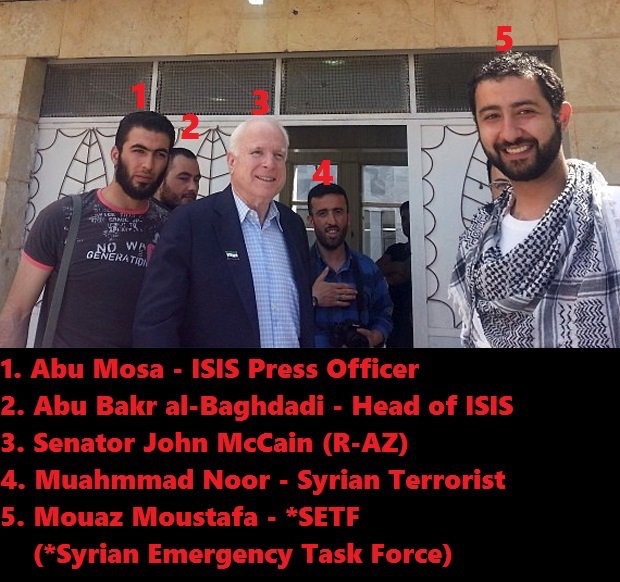 5
1
3
2
4
NO WA
GENERATION
1. Abu Mosa - ISIS Press Officer
2. Abu Bakr al-Baghdadi - Head of ISIS
3. Senator John McCain (R-AZ)
4. Muahmmad Noor - Syrian Terrorist
5. Mouaz Moustafa - *SETF
(*Syrian Emergency Task Force)